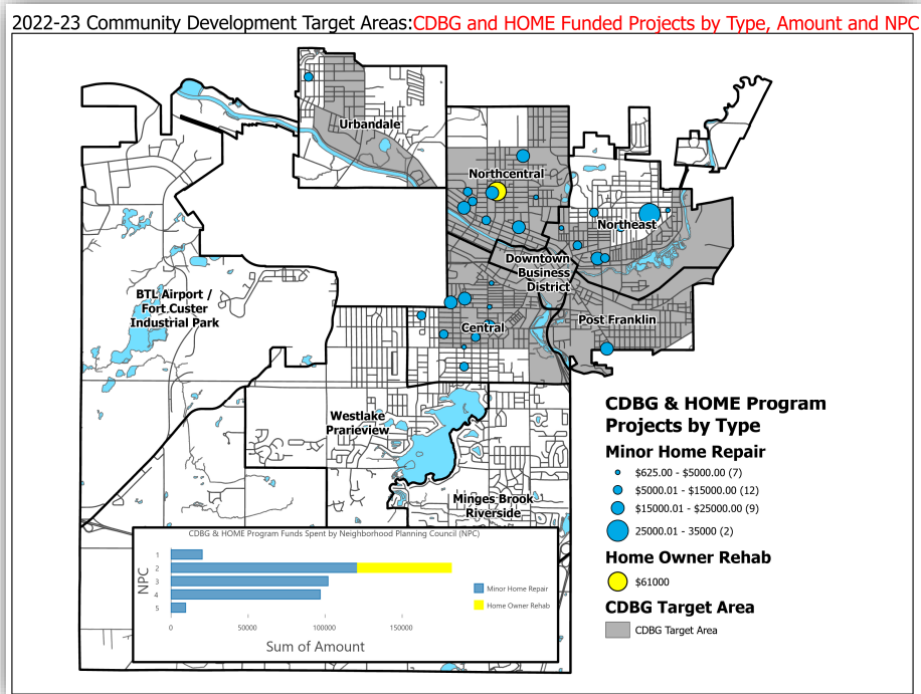 2022-23 Community Development Target Areas:CDBG and HOME Funded Projects by Type, Amount and NPC
Urbandale
Northcentral
Northeast
Downtown
Business
District
BTL Airport /
Fort Custer
Industrial Park
Central
Post Franklin
Westlake
Prarieview
Minges Brook
Riverside
CDBG & HOME Program
Projects by Type
Minor Home Repair
$625.00 - $5000.00 (7)
$5000.01 - $15000.00 (12)
$15000.01 - $25000.00 (9)
25000.01 - 35000 (2)
Home Owner Rehab
$61000
CDBG Target Area
CDBG Target Area
CDBG & HOME Program Funds Spent by Neighborhood Planning Council (NPC)
NPC
1
2
3
4
5
0
50000
100000
150000
Sum of Amount
Minor Home Repair
Home Owner Rehab